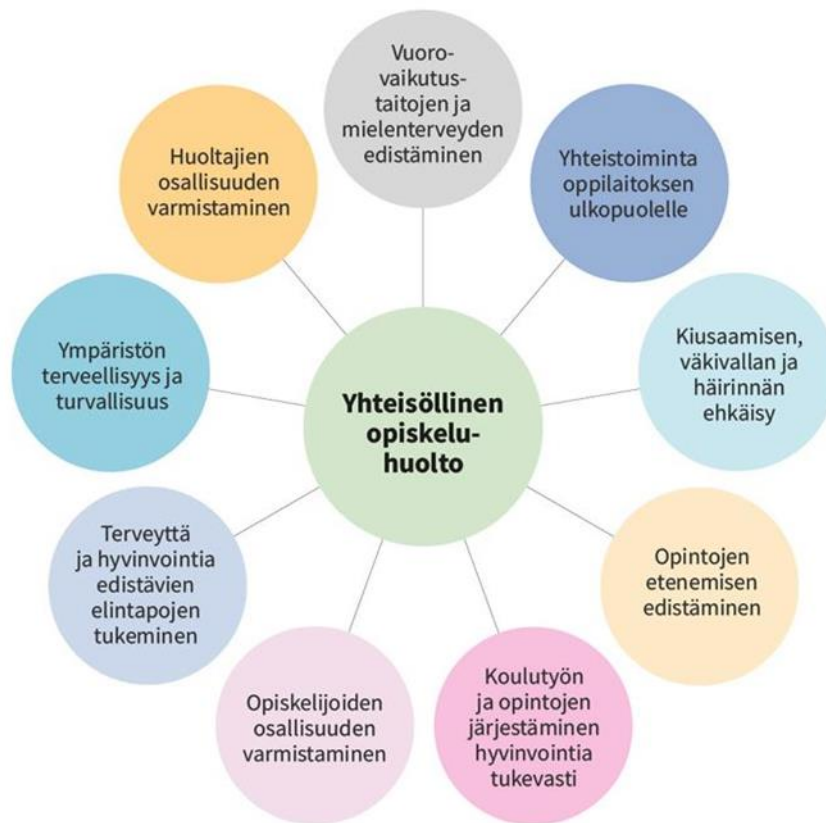 Vuoro-
vaikutus-
taitojen ja
mielenterveyden
edistäminen
Yhteistoiminta
oppilaitoksen
ulkopuolelle
Kiusaamisen,
väkivallan ja
häirinnän
ehkäisy
Opintojen
etenemisen
edistäminen
Koulutyön
ja opintojen
järjestäminen
hyvinvointia
tukevasti
Opiskelijoiden
osallisuuden
varmistaminen
Terveyttä
ja hyvinvointia
edistävien
elintapojen
tukeminen
Ympäristön
terveellisyys ja
turvallisuus
Huoltajien
osallisuuden
varmistaminen
Yhteisöllinen
opiskelu-
huolto